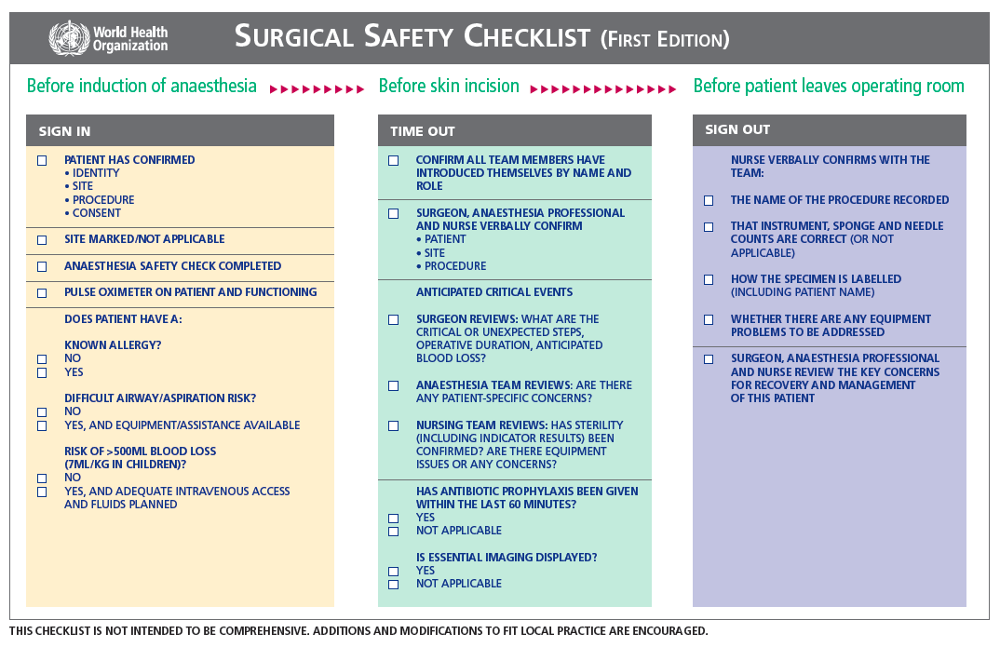 World Health
Organization
SURGICAL SAFETY CHECKLIST (FIRST EDITION)
Before induction of anaesthesia
Before skin incision
Before patient leaves operating room
SIGN IN
PATIENT HAS CONFIRMED
• IDENTITY
• SITE
• PROCEDURE
• CONSENT
SITE MARKED/NOT APPLICABLE
ANAESTHESIA SAFETY CHECK COMPLETED
PULSE OXIMETER ON PATIENT AND FUNCTIONING
DOES PATIENT HAVE A:
KNOWN ALLERGY?
NO
YES
DIFFICULT AIRWAY/ASPIRATION RISK?
NO
YES, AND EQUIPMENT/ASSISTANCE AVAILABLE
RISK OF >500ML BLOOD LOSS
(7ML/KG IN CHILDREN)?
NO
YES, AND ADEQUATE INTRAVENOUS ACCESS
AND FLUIDS PLANNED
TIME OUT
CONFIRM ALL TEAM MEMBERS HAVE
INTRODUCED THEMSELVES BY NAME AND
ROLE
SURGEON, ANAESTHESIA PROFESSIONAL
AND NURSE VERBALLY CONFIRM
• PATIENT
• SITE
• PROCEDURE
ANTICIPATED CRITICAL EVENTS
SURGEON REVIEWS: WHAT ARE THE
CRITICAL OR UNEXPECTED STEPS,
OPERATIVE DURATION, ANTICIPATED
BLOOD LOSS?
ANAESTHESIA TEAM REVIEWS: ARE THERE
ANY PATIENT-SPECIFIC CONCERNS?
NURSING TEAM REVIEWS: HAS STERILITY
(INCLUDING INDICATOR RESULTS) BEEN
CONFIRMED? ARE THERE EQUIPMENT
ISSUES OR ANY CONCERNS?
HAS ANTIBIOTIC PROPHYLAXIS BEEN GIVEN
WITHIN THE LAST 60 MINUTES?
YES
NOT APPLICABLE
IS ESSENTIAL IMAGING DISPLAYED?
YES
NOT APPLICABLE
SIGN OUT
NURSE VERBALLY CONFIRMS WITH THE
TEAM:
THE NAME OF THE PROCEDURE RECORDED
THAT INSTRUMENT, SPONGE AND NEEDLE
COUNTS ARE CORRECT (OR NOT
APPLICABLE)
HOW THE SPECIMEN IS LABELLED
(INCLUDING PATIENT NAME)
WHETHER THERE ARE ANY EQUIPMENT
PROBLEMS TO BE ADDRESSED
SURGEON, ANAESTHESIA PROFESSIONAL
AND NURSE REVIEW THE KEY CONCERNS
FOR RECOVERY AND MANAGEMENT
OF THIS PATIENT
THIS CHECKLIST IS NOT INTENDED TO BE COMPREHENSIVE. ADDITIONS AND MODIFICATIONS TO FIT LOCAL PRACTICE ARE ENCOURAGED.